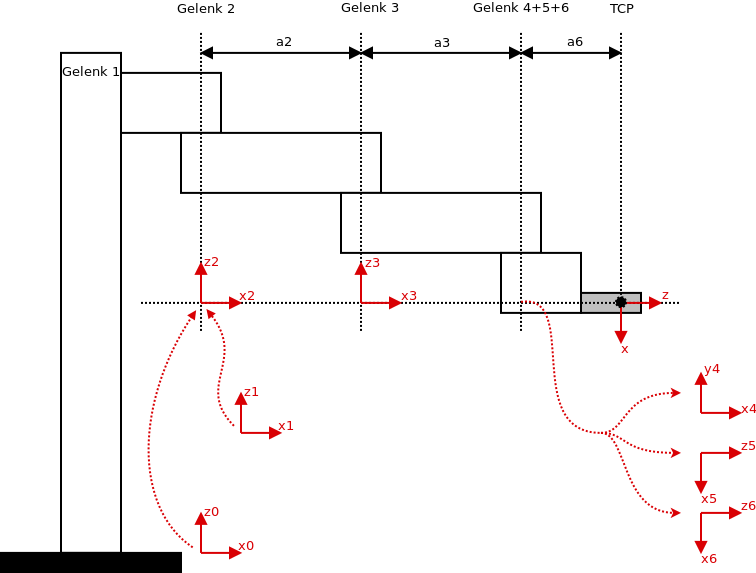 Gelenk 2
Gelenk 3
Gelenk 4+5+6
TCP
a2
a3
a6
Gelenk 1
z2
x2
z3
x3
z
x
z1
x1
y4
x4
z5
x5
z0
x0
z6
x6